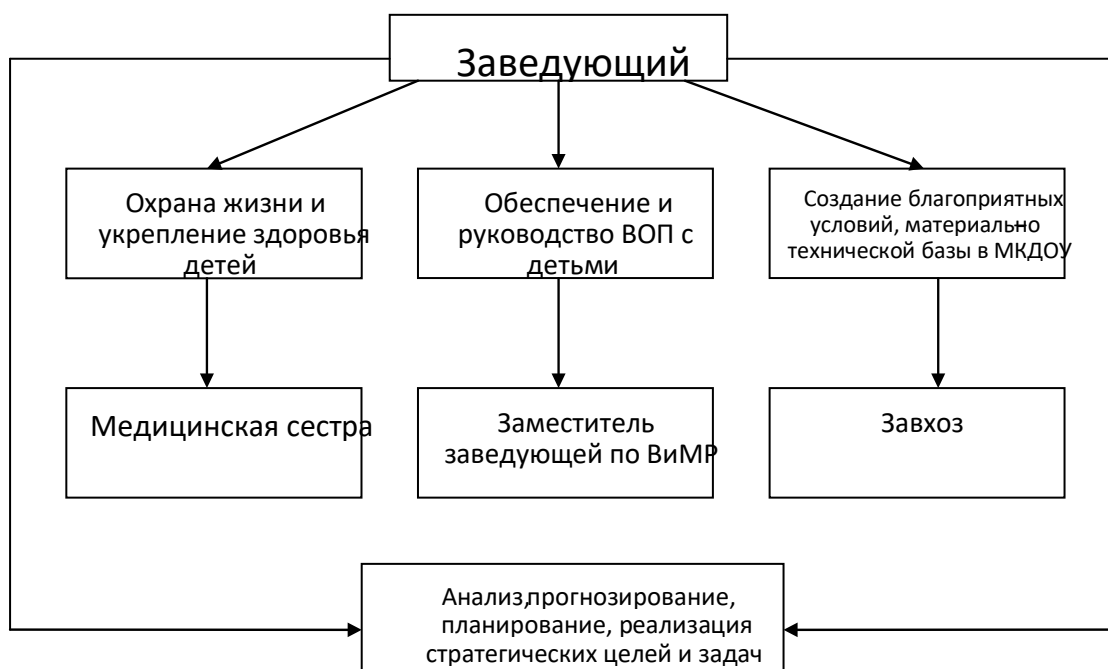 Заведующий
Охрана жизни и
укрепление здоровья
детей
Обеспечение и
руководство ВОП с
детьми
Создание благоприятных
условий, материально-
технической базы в МКДОУ
Медицинская сестра
Заместитель
заведующей по ВиМР
Завхоз
Анализ,прогнозирование,
планирование, реализация
стратегических целей и задач